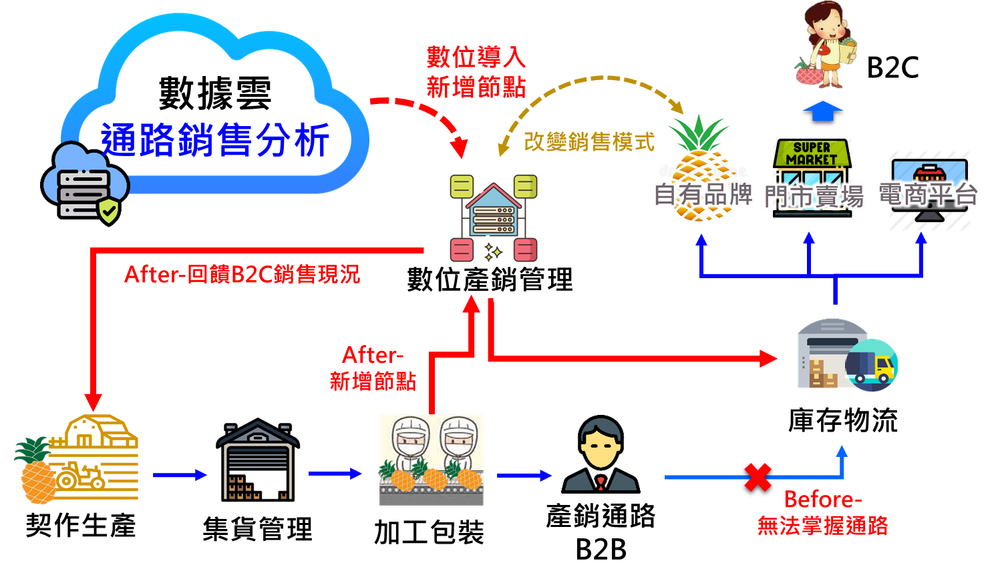 B2C
數據雲
通路銷售分析
數位導入
新增節點
改變銷售模式
SUPER
MARKET
自有品牌
門市賣場
電商平台
After-回饋B2C銷售現況
數位產銷管理
After-
新增節點
庫存物流
契作生產
集貨管理
加工包裝
產銷通路
B2B
Before-
無法掌握通路